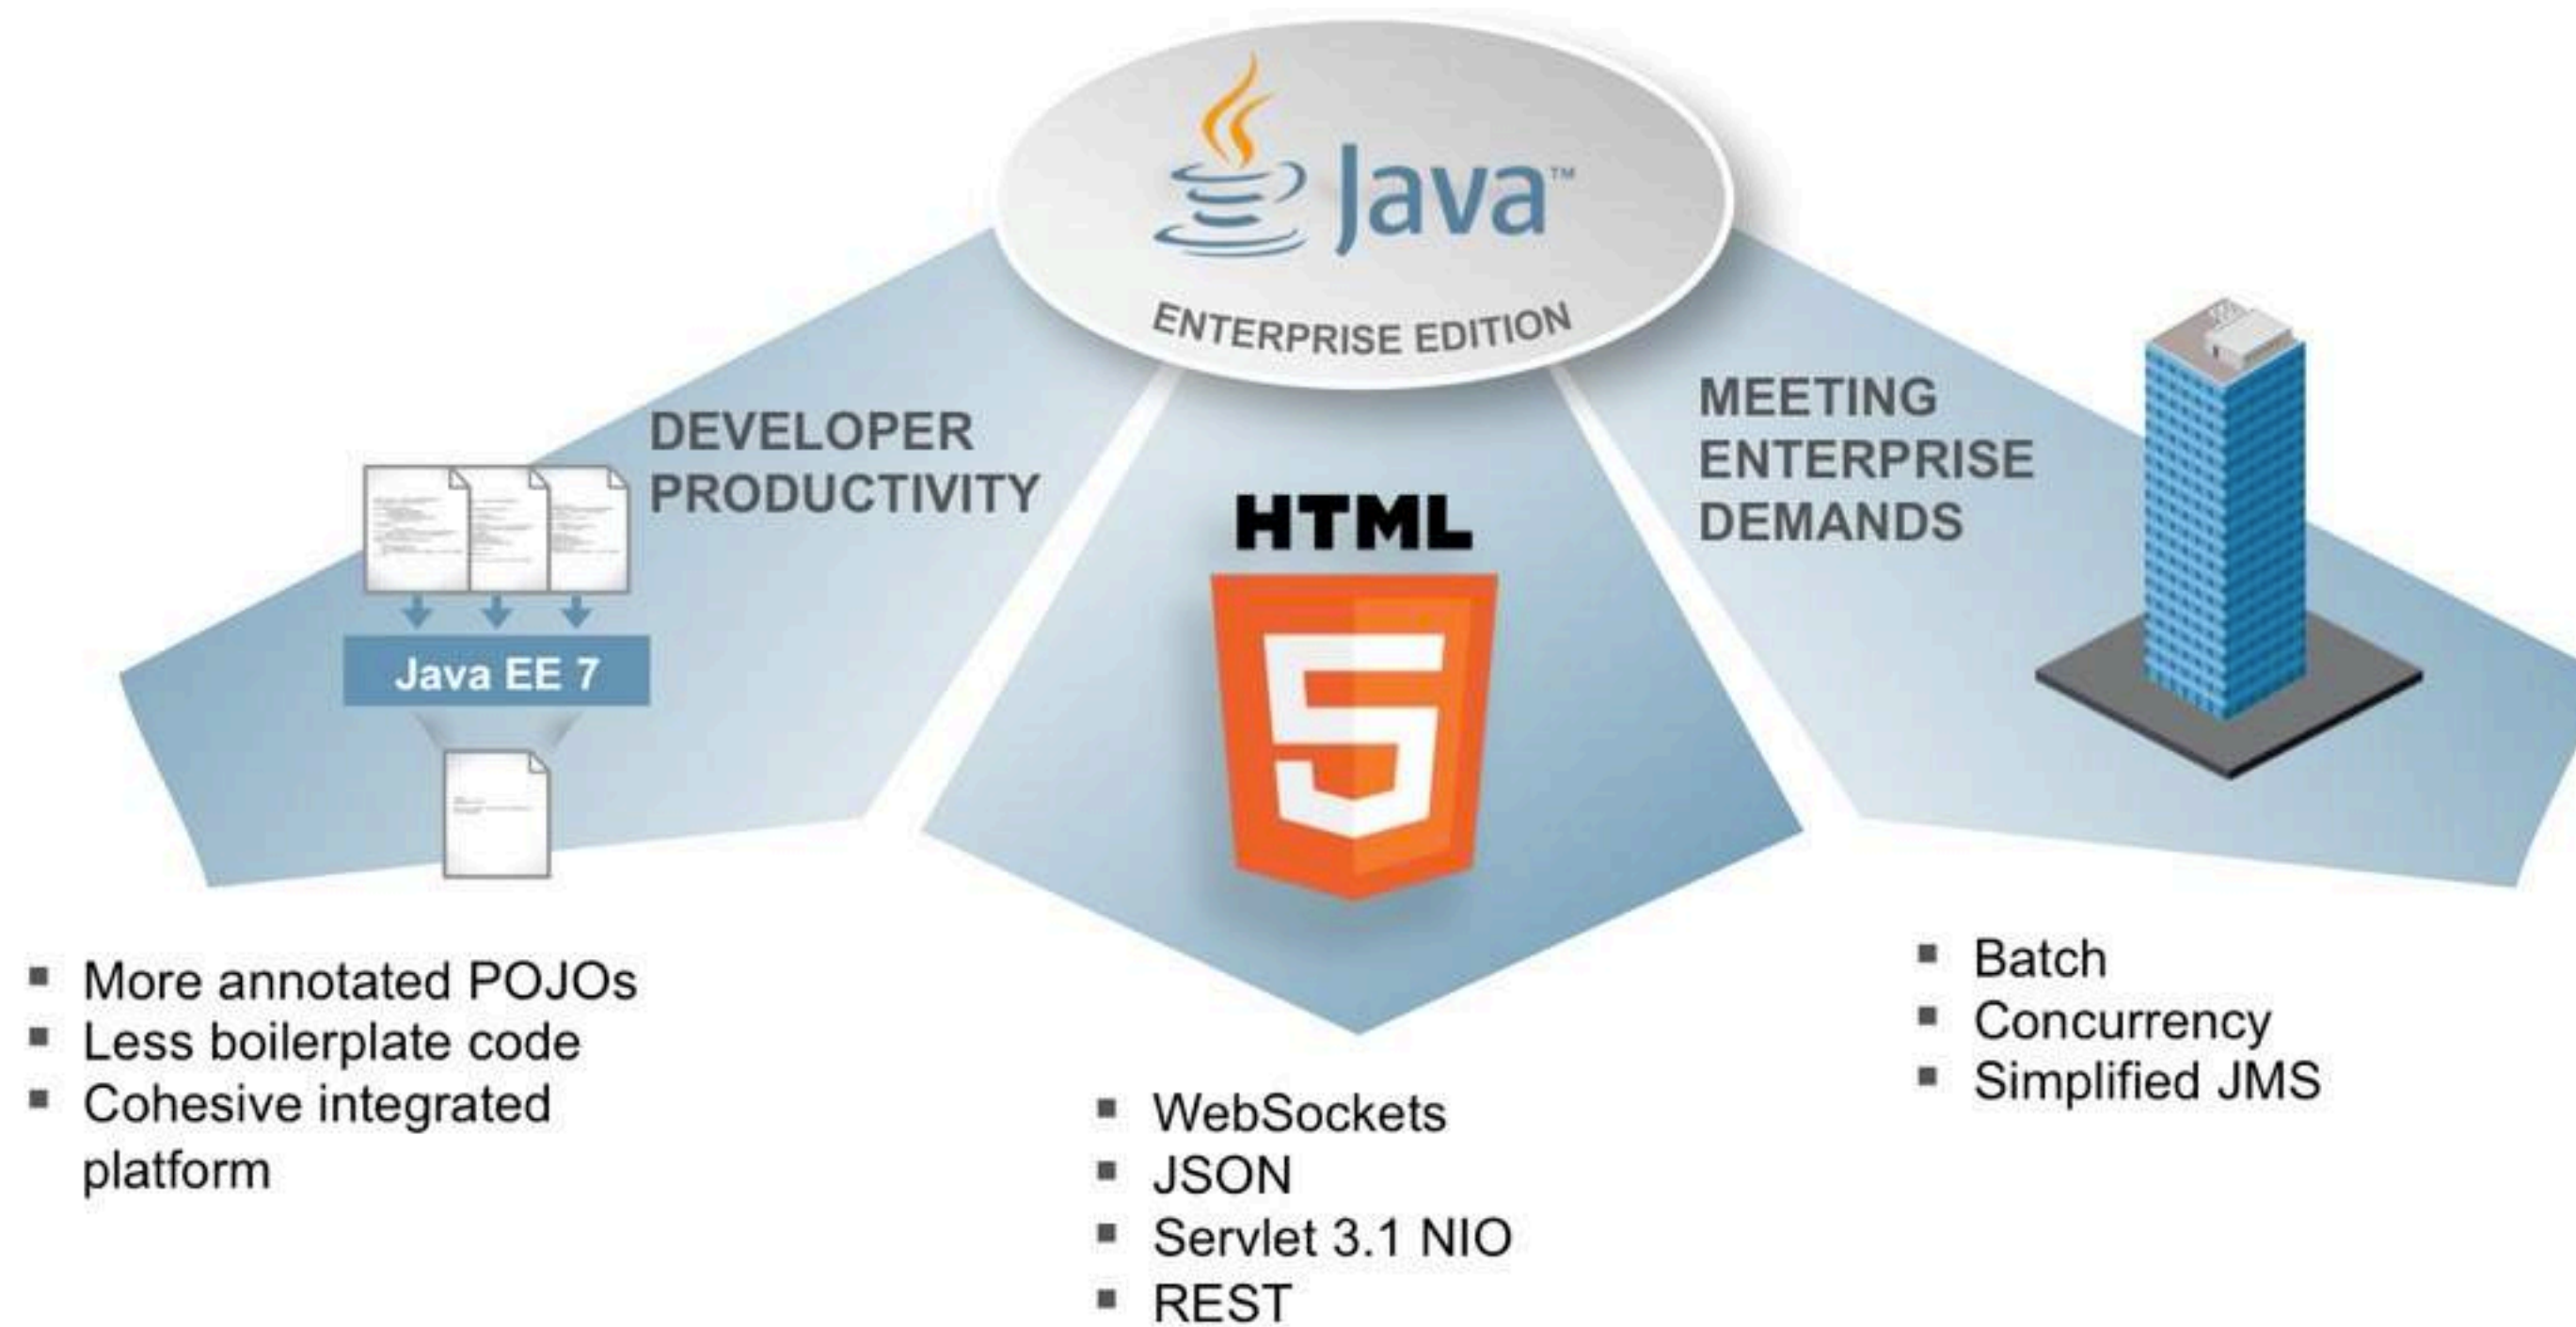 Java™
ENTERPRISE EDITION
DEVELOPER
PRODUCTIVITY
Java EE 7
HTML
5
MEETING
ENTERPRISE
DEMANDS
▪ More annotated POJOs
▪ Less boilerplate code
▪ Cohesive integrated
platform
▪ WebSockets
▪ JSON
▪ Servlet 3.1 NIO
▪ REST
▪ Batch
▪ Concurrency
▪ Simplified JMS